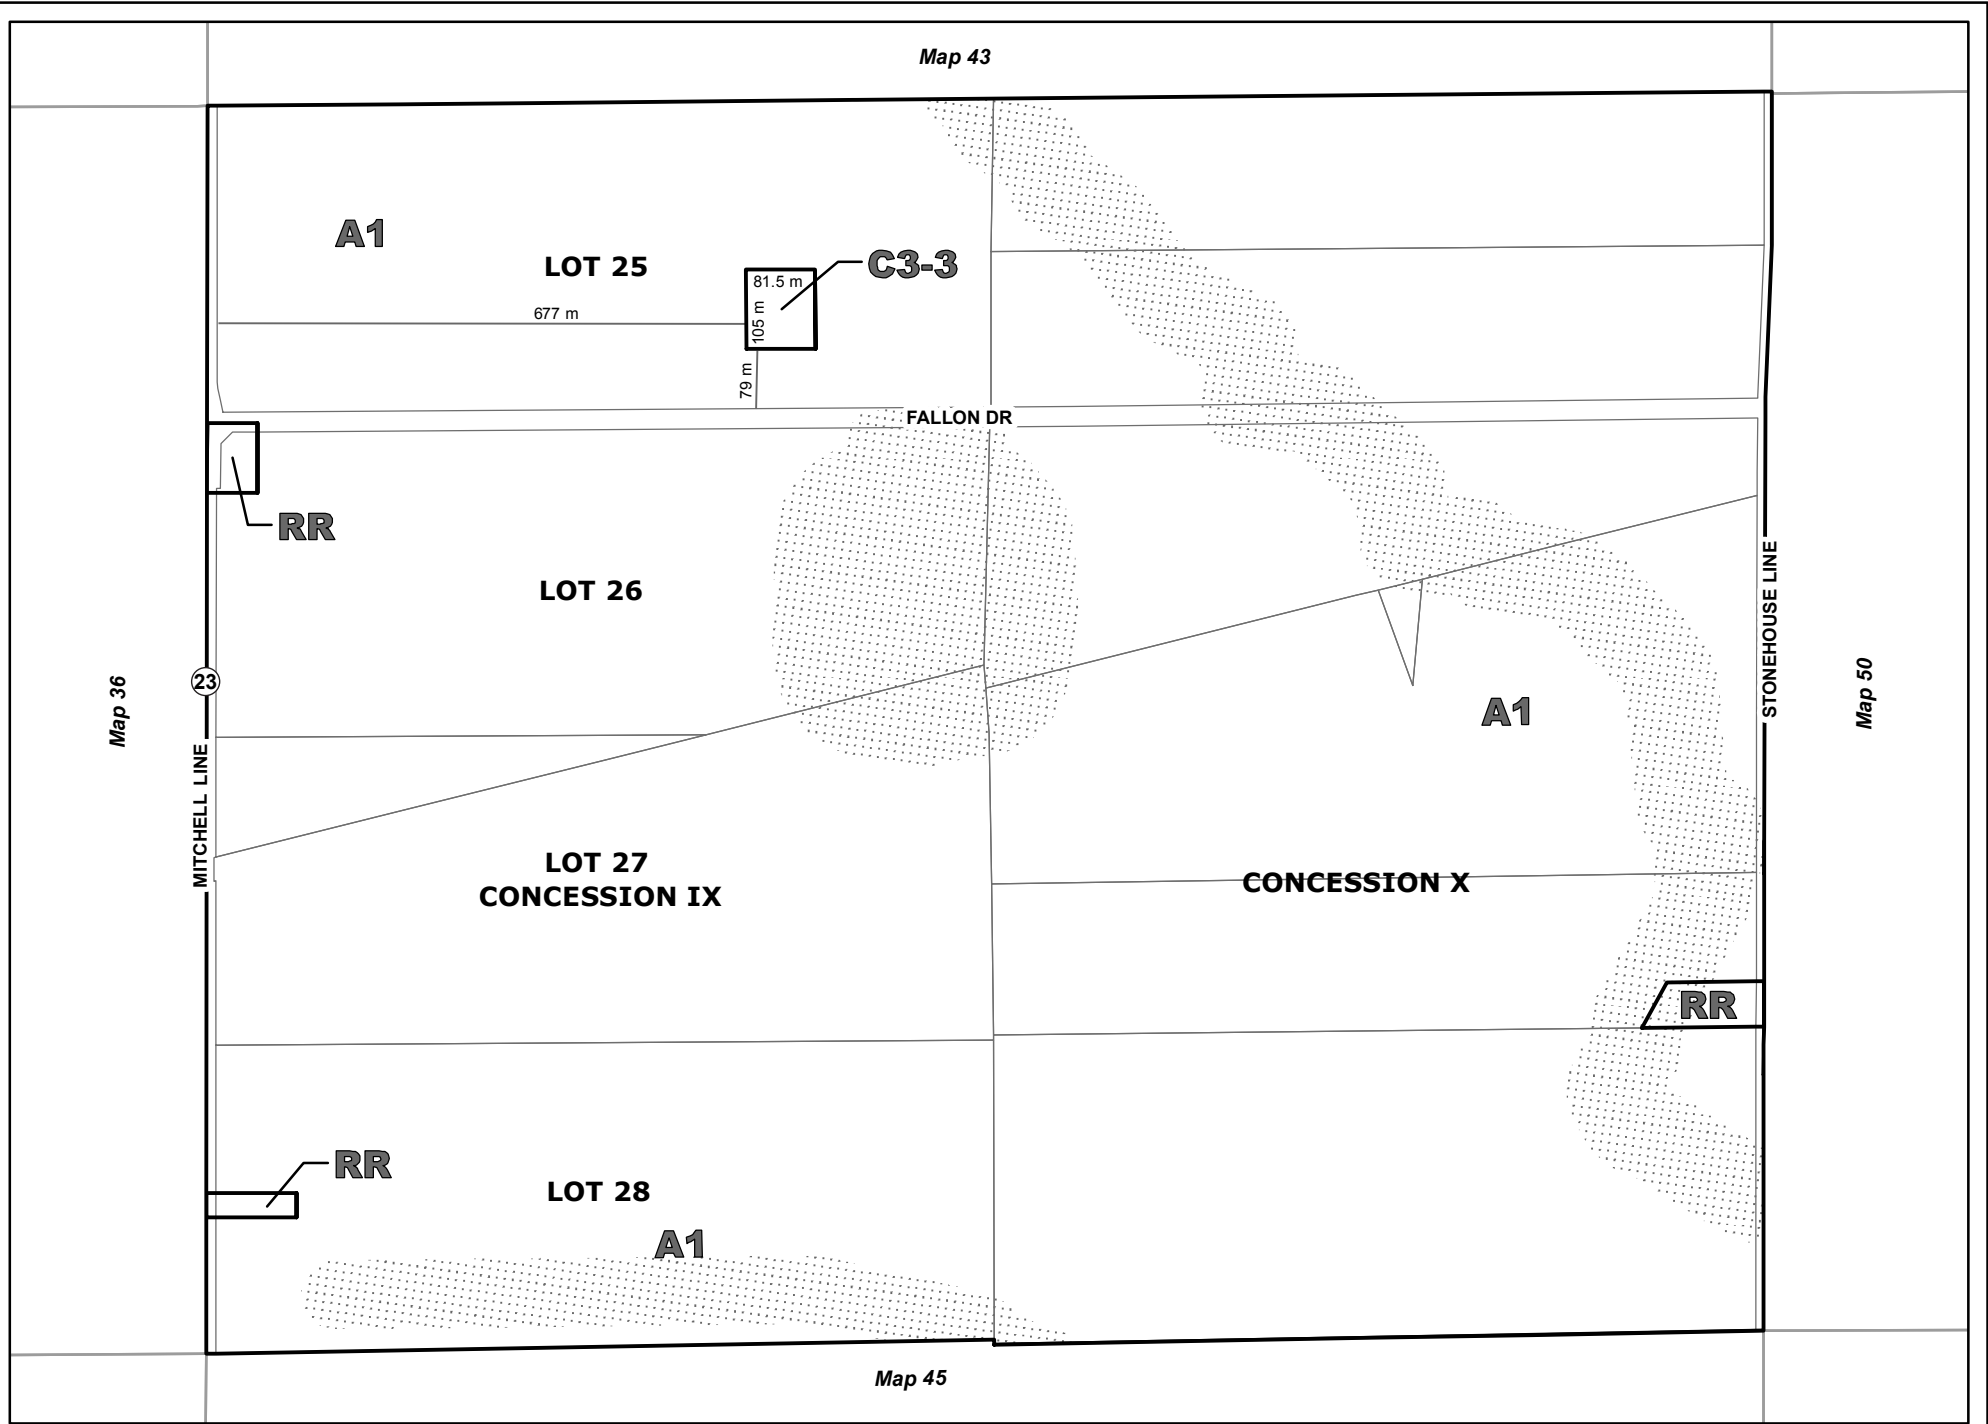 Map 43
A1
LOT 25
C3-3
81.5 m
105 m
677 m
79 m
FALLON DR
RR
LOT 26
STONEHOUSE LINE
23
Map 36
Map 50
A1
MITCHELL LINE
LOT 27
CONCESSION IX
CONCESSION X
RR
RR
LOT 28
A1
Map 45